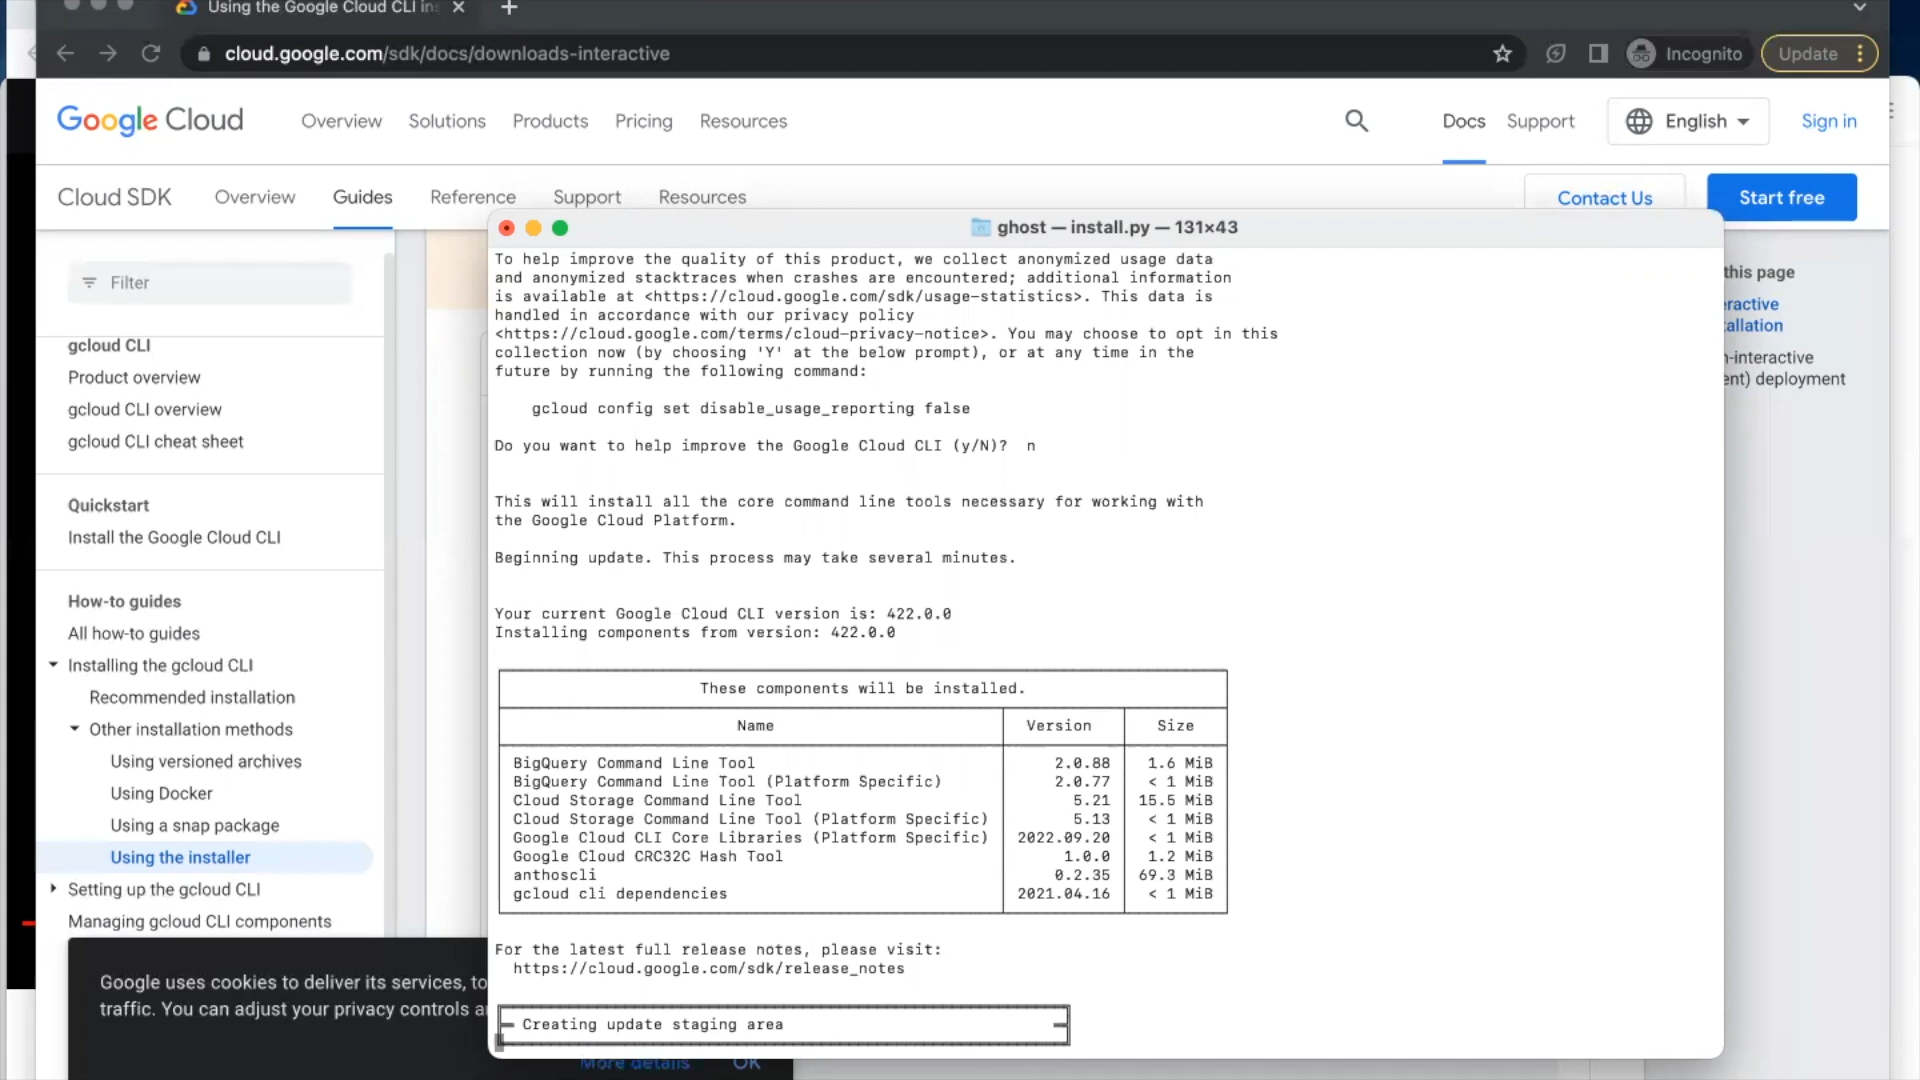 Using the Google Cloud CLI in
cloud.google.com/sdk/docs/downloads-interactive
Incognito
Update
Google Cloud
Overview
Solutions
Products
Pricing
Resources
Docs
Support
English
Sign in
Cloud SDK
Overview
Guides
Reference
Support
Resources
Contact Us
Start free
Filter
gcloud CLI
Product overview
gcloud CLI overview
gcloud CLI cheat sheet
Quickstart
Install the Google Cloud CLI
How-to guides
All how-to guides
Installing the gcloud CLI
Recommended installation
Other installation methods
Using versioned archives
Using Docker
Using a snap package
Using the installer
Setting up the gcloud CLI
Managing gcloud CLI components
Google uses cookies to deliver its services, to
traffic. You can adjust your privacy controls a
More details
OK
ghost — install.py — 131×43
To help improve the quality of this product, we collect anonymized usage data
and anonymized stacktraces when crashes are encountered; additional information
is available at <https://cloud.google.com/sdk/usage-statistics>. This data is
handled in accordance with our privacy policy
<https://cloud.google.com/terms/cloud-privacy-notice>. You may choose to opt in this
collection now (by choosing 'Y' at the below prompt), or at any time in the
future by running the following command:
gcloud config set disable_usage_reporting false
Do you want to help improve the Google Cloud CLI (y/N)? n
This will install all the core command line tools necessary for working with
the Google Cloud Platform.
Beginning update. This process may take several minutes.
Your current Google Cloud CLI version is: 422.0.0
Installing components from version: 422.0.0
These components will be installed.
Name Version Size
BigQuery Command Line Tool 2.0.88 1.6 MiB
BigQuery Command Line Tool (Platform Specific) 2.0.77 < 1 MiB
Cloud Storage Command Line Tool 5.21 15.5 MiB
Cloud Storage Command Line Tool (Platform Specific) 5.13 < 1 MiB
Google Cloud CLI Core Libraries (Platform Specific) 2022.09.20 < 1 MiB
Google Cloud CRC32C Hash Tool 1.0.0 1.2 MiB
anthoscli 0.2.35 69.3 MiB
gcloud cli dependencies 2021.04.16 < 1 MiB
For the latest full release notes, please visit:
https://cloud.google.com/sdk/release_notes
Creating update staging area
this page
ractive
allation
n-interactive
ent) deployment